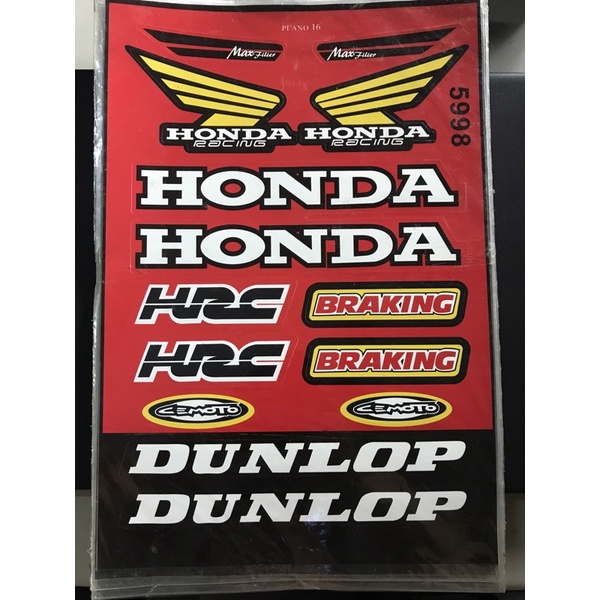 PUANO 16
Max Filter Max Filter
HONDA HONDA
RACING RACING
5998
HONDA
HONDA
HRC BRAKING
HRC BRAKING
CEMOTO CEMOTO
DUNLOP
DUNLOP